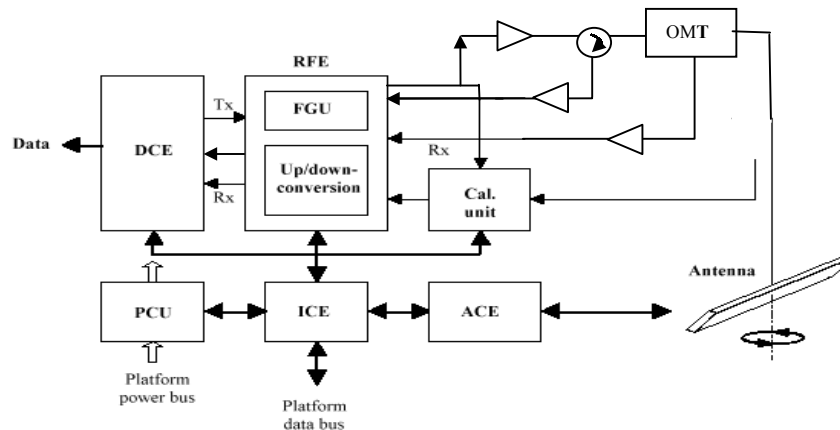 OMT
RFE
FGU
Tx
Data
DCE
Rx
Up/down-
conversion
Rx
Cal.
unit
Antenna
PCU
ICE
ACE
Platform
power bus
Platform
data bus